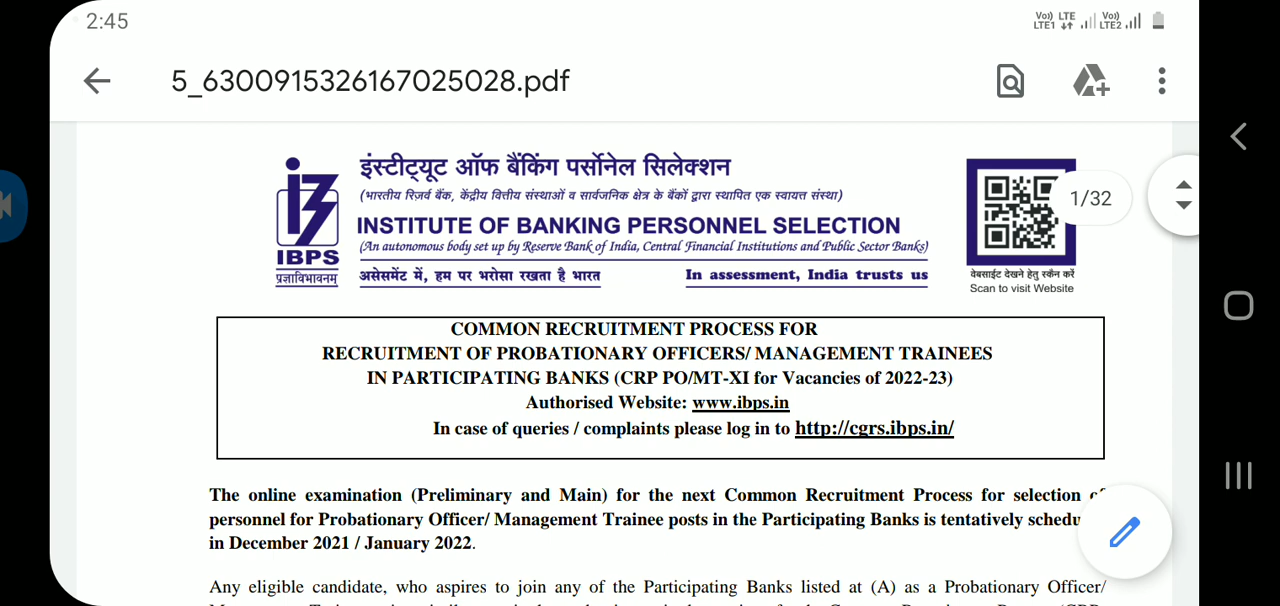 2:45
Vo)) LTE Vo))
LTE1 LTE2
5_6300915326167025028.pdf
इंस्टीट्यूट ऑफ बैंकिंग पर्सोनेल सिलेक्शन
(भारतीय रिज़र्व बैंक, केंद्रीय वित्तीय संस्थाओं व सार्वजनिक क्षेत्र के बैंकों द्वारा स्थापित एक स्वायत्त संस्था)
INSTITUTE OF BANKING PERSONNEL SELECTION
(An autonomous body set up by Reserve Bank of India, Central Financial Institutions and Public Sector Banks)
IBPS
प्रज्ञाविभावनम्
असेसमेंट में, हम पर भरोसा रखता है भारत In assessment, India trusts us
1/32
वेबसाईट देखने हेतु स्कॅन करें
Scan to visit Website
COMMON RECRUITMENT PROCESS FOR
RECRUITMENT OF PROBATIONARY OFFICERS/ MANAGEMENT TRAINEES
IN PARTICIPATING BANKS (CRP PO/MT-XI for Vacancies of 2022-23)
Authorised Website: www.ibps.in
In case of queries / complaints please log in to http://cgrs.ibps.in/
The online examination (Preliminary and Main) for the next Common Recruitment Process for selection
personnel for Probationary Officer/ Management Trainee posts in the Participating Banks is tentatively schedu
in December 2021 / January 2022.
Any eligible candidate, who aspires to join any of the Participating Banks listed at (A) as a Probationary Officer/